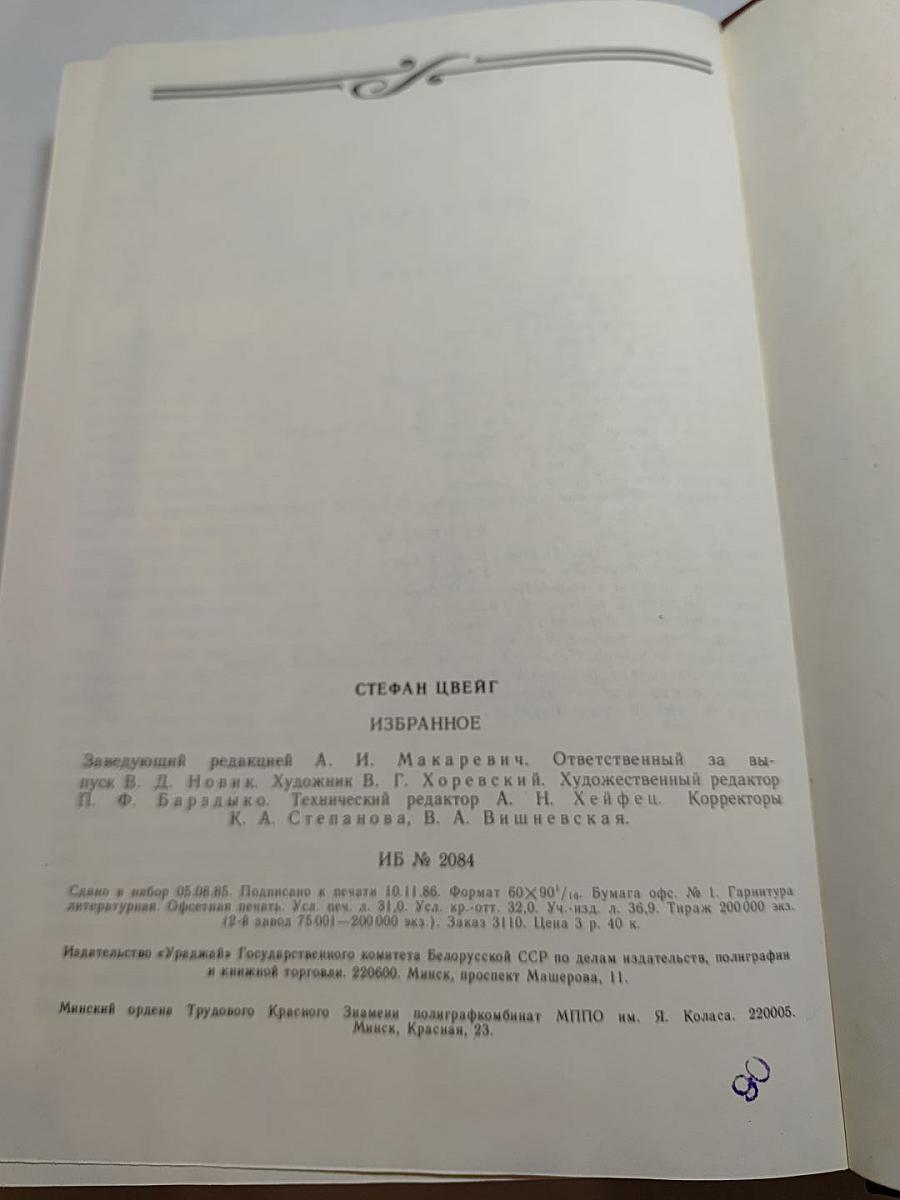 СТЕФАН ЦВЕЙГ
ИЗБРАННОЕ
Заведующий редакцией А. И. Макаревич. Ответственный за вы-
пуск В. Д. Новик. Художник В. Г. Хоревский. Художественный редактор
П. Ф. Барадыко. Технический редактор А. Н. Хейфец. Корректоры
К. А. Степанова, В. А. Вишневская.
ИБ № 2084
Сдано в набор 05.06.85. Подписано к печати 10.11.86. Формат 60×90¹/₁₆. Бумага офс. № 1. Гарнитура
литературная. Офсетная печать. Усл. печ. л. 31,0. Усл. кр.-отт. 32,0. Уч.-изд. л. 36,9. Тираж 200 000 экз.
(2-й завод 75 001—200 000 экз.). Заказ 3110. Цена 3 р. 40 к.
Издательство «Ураджай» Государственного комитета Белорусской ССР по делам издательств, полиграфии
и книжной торговли. 220600. Минск, проспект Машерова, 11.
Минский ордена Трудового Красного Знамени полиграфкомбинат МППО им. Я. Коласа. 220005.
Минск, Красная, 23.
90